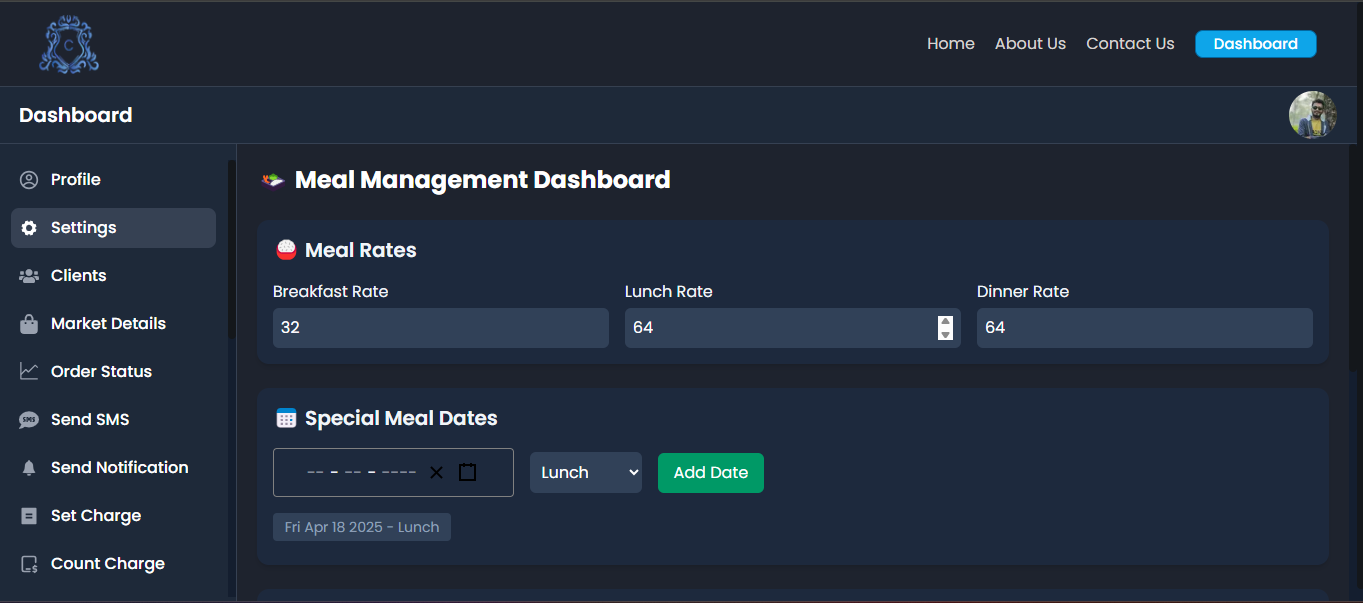 C
Home About Us Contact Us Dashboard
Dashboard
Profile
Settings
Clients
Market Details
Order Status
SMS Send SMS
Send Notification
Set Charge
Count Charge
Meal Management Dashboard
Meal Rates
Breakfast Rate Lunch Rate Dinner Rate
32 64 64
Special Meal Dates
-- - -- - ---- Lunch Add Date
Fri Apr 18 2025 - Lunch